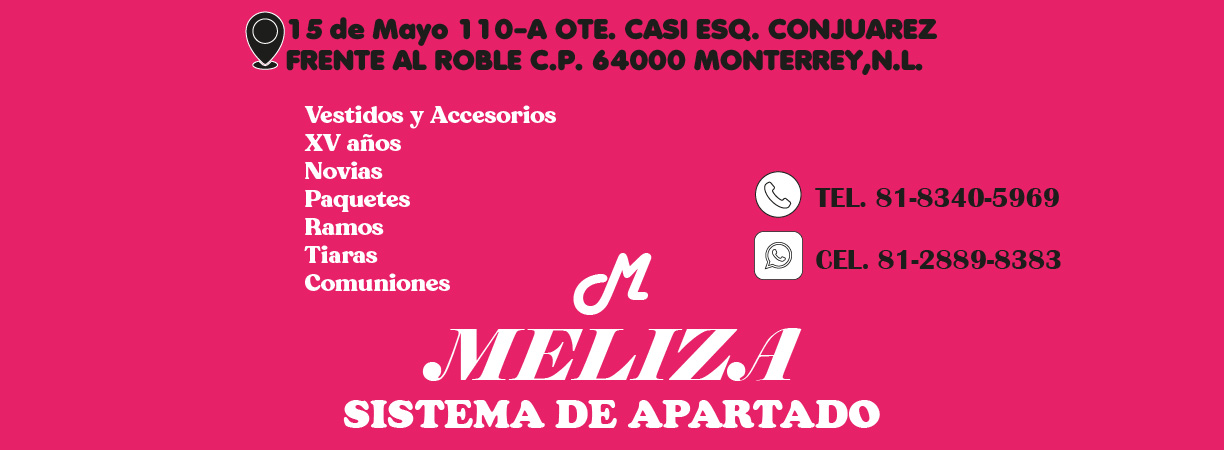 15 de Mayo 110-A OTE. CASI ESQ. CONJUAREZ
FRENTE AL ROBLE C.P. 64000 MONTERREY,N.L.
Vestidos y Accesorios
XV años
Novias
Paquetes
Ramos
Tiaras
Comuniones
TEL. 81-8340-5969
CEL. 81-2889-8383
M
MELIZA
SISTEMA DE APARTADO